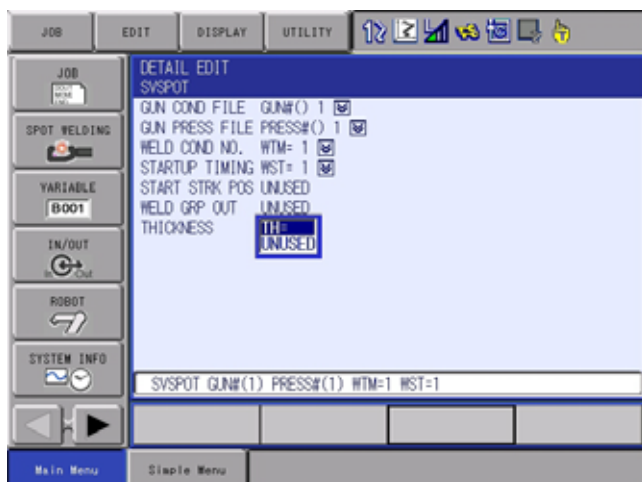 JOB EDIT DISPLAY UTILITY
JOB
SPOT WELDING
VARIABLE
B001
IN/OUT
In Out
ROBOT
SYSTEM INFO
DETAIL EDIT
SVSPOT
GUN COND FILE GUN#() 1
GUN PRESS FILE PRESS#() 1
WELD COND NO. WTM= 1
STARTUP TIMING WST= 1
START STRK POS UNUSED
WELD GRP OUT UNUSED
THICKNESS TH=
UNUSED
SVSPOT GUN#(1) PRESS#(1) WTM=1 WST=1
Main Menu Simple Menu